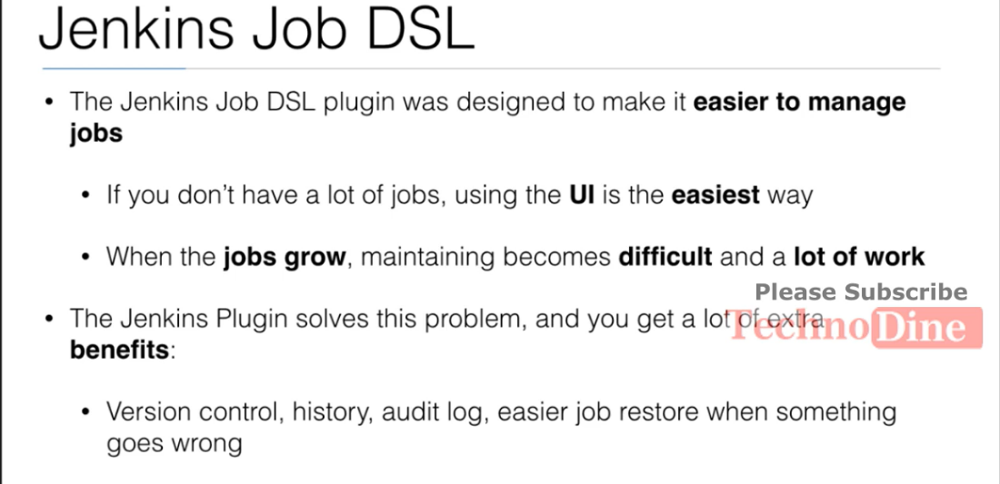 Jenkins Job DSL
• The Jenkins Job DSL plugin was designed to make it easier to manage
jobs
• If you don't have a lot of jobs, using the UI is the easiest way
• When the jobs grow, maintaining becomes difficult and a lot of work
Please Subscribe
• The Jenkins Plugin solves this problem, and you get a lot of extra
TechnoDine
benefits:
• Version control, history, audit log, easier job restore when something
goes wrong